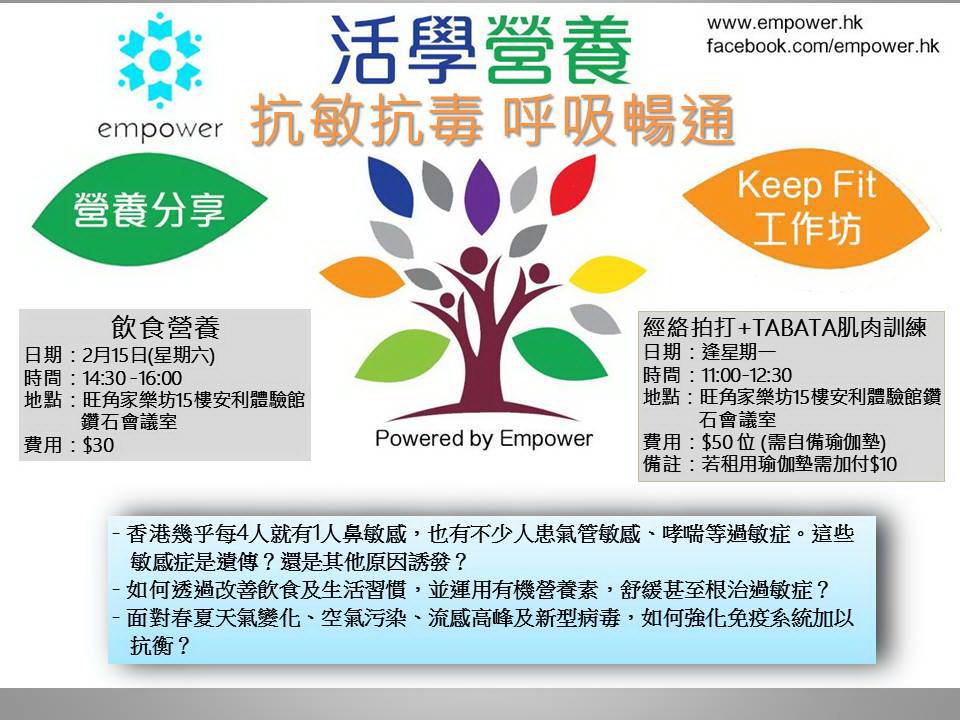 empower
活學營養
www.empower.hk
facebook.com/empower.hk
抗敏抗毒 呼吸暢通
營養分享
Keep Fit
工作坊
飲食營養
日期：2月15日(星期六)
時間：14:30 -16:00
地點：旺角家樂坊15樓安利體驗館
鑽石會議室
費用：$30
Powered by Empower
經絡拍打+TABATA肌肉訓練
日期：逢星期一
時間：11:00-12:30
地點：旺角家樂坊15樓安利體驗館鑽
石會議室
費用：$50 位 (需自備瑜伽墊)
備註：若租用瑜伽墊需加付$10
- 香港幾乎每4人就有1人鼻敏感，也有不少人患氣管敏感、哮喘等過敏症。這些
敏感症是遺傳？還是其他原因誘發？
- 如何透過改善飲食及生活習慣，並運用有機營養素，舒緩甚至根治過敏症？
- 面對春夏天氣變化、空氣污染、流感高峰及新型病毒，如何強化免疫系統加以
抗衡？